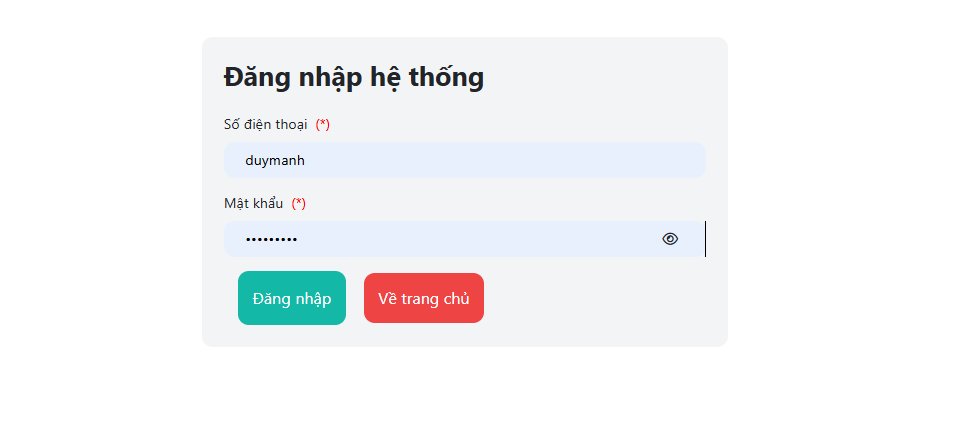 Đăng nhập hệ thống
Số điện thoại (*)
duymanh
Mật khẩu (*)
•••••••••
Đăng nhập Về trang chủ